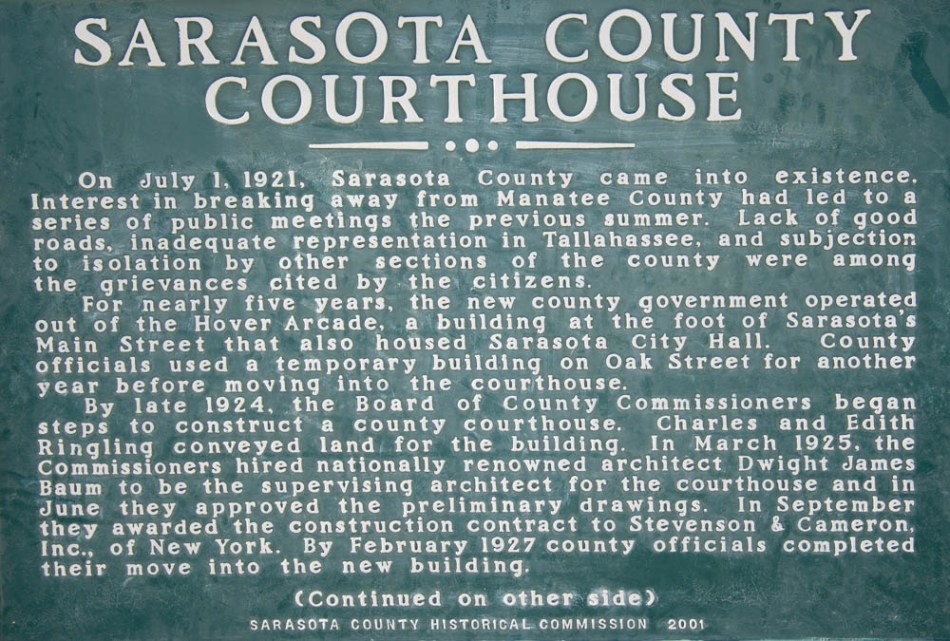 SARASOTA COUNTY
COURTHOUSE
On July 1, 1921, Sarasota County came into existence.
Interest in breaking away from Manatee County had led to a
series of public meetings the previous summer. Lack of good
roads, inadequate representation in Tallahassee, and subjection
to isolation by other sections of the county were among
the grievances cited by the citizens.
For nearly five years, the new county government operated
out of the Hover Arcade, a building at the foot of Sarasota's
Main Street that also housed Sarasota City Hall. County
officials used a temporary building on Oak Street for another
year before moving into the courthouse.
By late 1924, the Board of County Commissioners began
steps to construct a county courthouse. Charles and Edith
Ringling conveyed land for the building. In March 1925, the
Commissioners hired nationally renowned architect Dwight James
Baum to be the supervising architect for the courthouse and in
June they approved the preliminary drawings. In September
they awarded the construction contract to Stevenson & Cameron,
Inc., of New York. By February 1927 county officials completed
their move into the new building.
(Continued on other side)
SARASOTA COUNTY HISTORICAL COMMISSION 2001